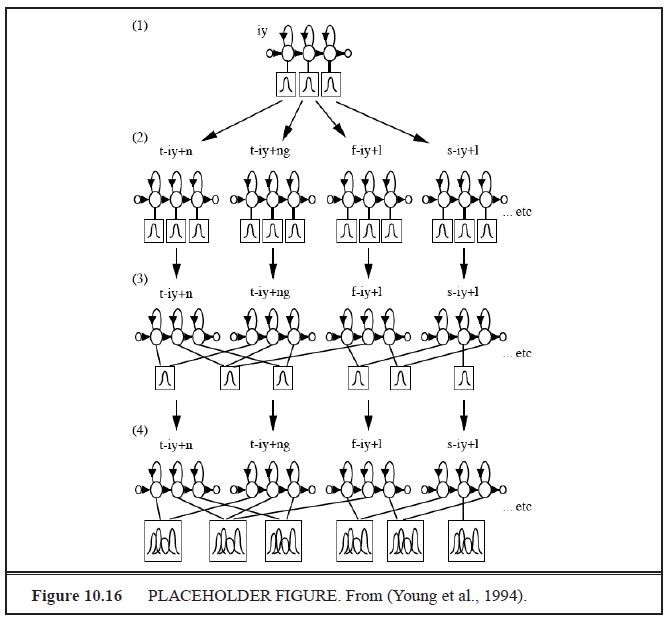 (1)
iy
(2)
t-iy+n t-iy+ng f-iy+l s-iy+l
... etc
(3)
t-iy+n t-iy+ng f-iy+l s-iy+l
... etc
(4)
t-iy+n t-iy+ng f-iy+l s-iy+l
... etc
Figure 10.16 PLACEHOLDER FIGURE. From (Young et al., 1994).